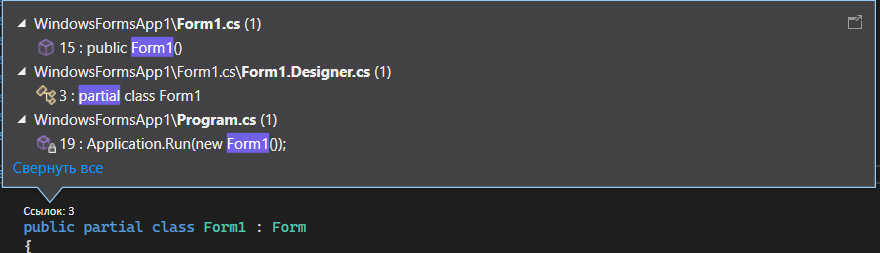 WindowsFormsApp1\Form1.cs (1)
15 : public Form1()
WindowsFormsApp1\Form1.cs\Form1.Designer.cs (1)
3 : partial class Form1
WindowsFormsApp1\Program.cs (1)
19 : Application.Run(new Form1());
Свернуть все
Ссылок: 3
public partial class Form1 : Form
{